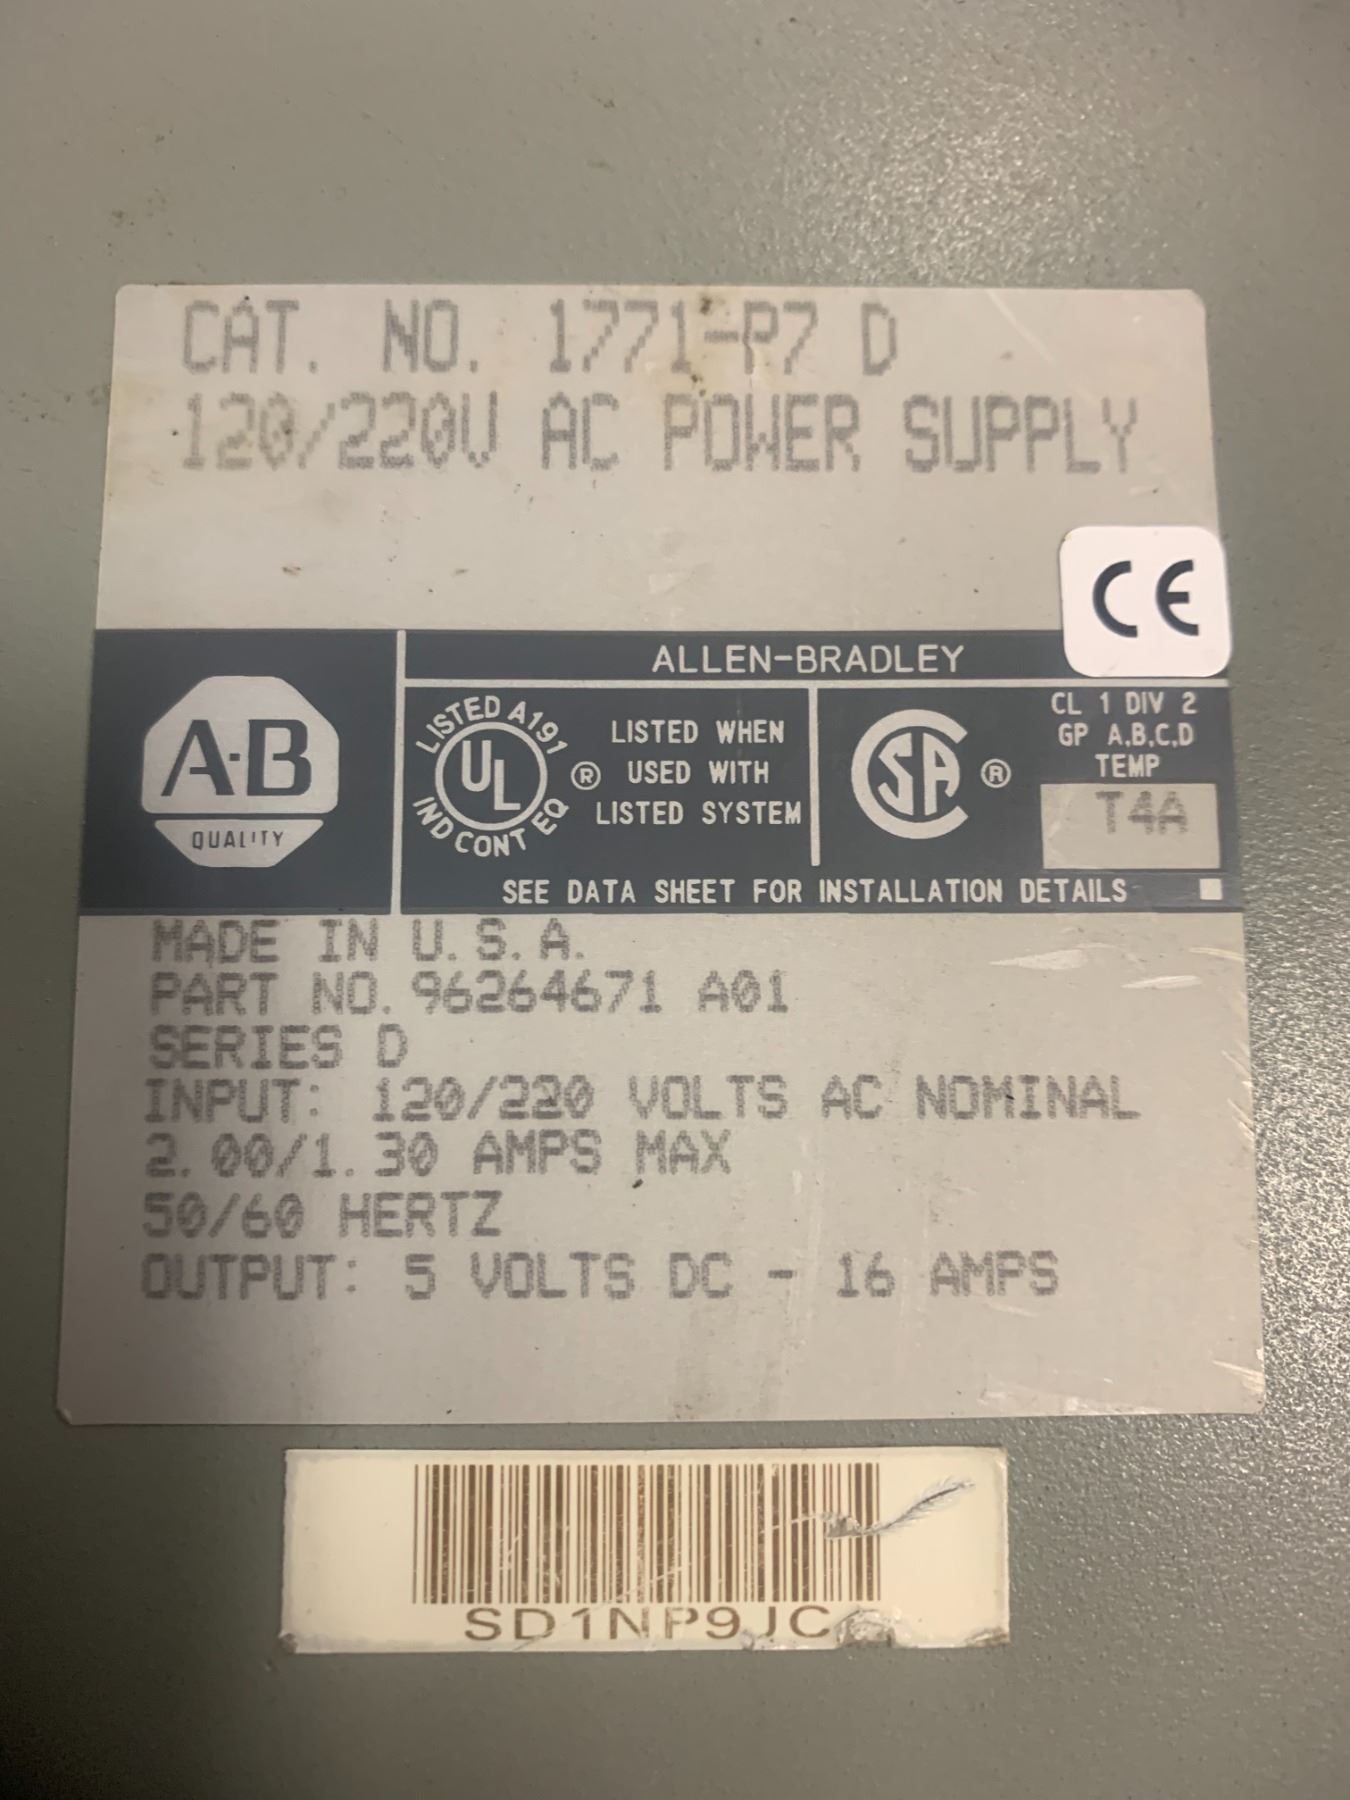 CAT. NO. 1771-P7 D
120/220V AC POWER SUPPLY
CE
ALLEN-BRADLEY
A-B
QUALITY
LISTED A191
UL ®
IND CONT EQ
LISTED WHEN
USED WITH
LISTED SYSTEM
CSA ®
CL 1 DIV 2
GP A,B,C,D
TEMP
T4A
SEE DATA SHEET FOR INSTALLATION DETAILS
MADE IN U.S.A.
PART NO. 96264671 A01
SERIES D
INPUT: 120/220 VOLTS AC NOMINAL
2.00/1.30 AMPS MAX
50/60 HERTZ
OUTPUT: 5 VOLTS DC - 16 AMPS